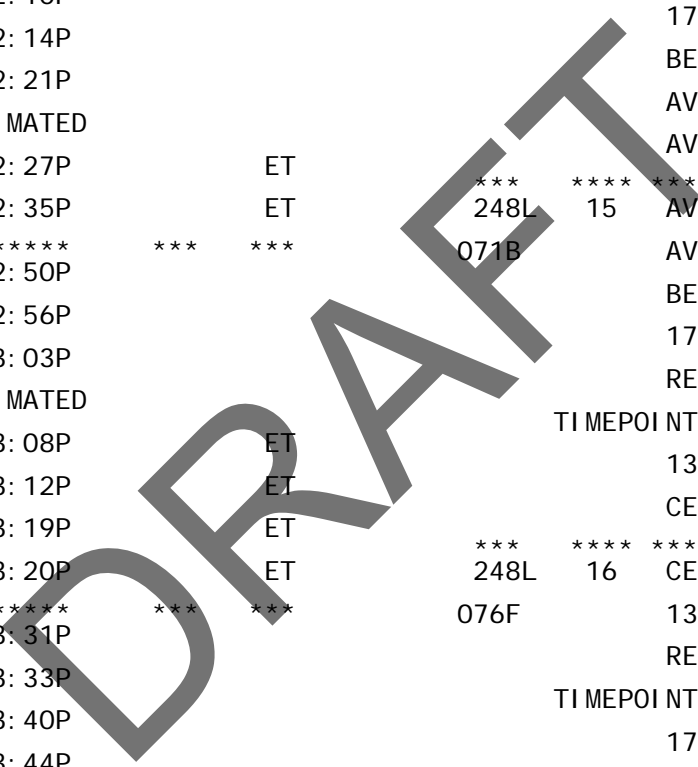 2: 14P
2: 21P
MATED
2: 27P ET
2: 35P ET
***** *** ***
2: 50P
2: 56P
3: 03P
MATED
3: 08P ET
3: 12P ET
3: 19P ET
3: 20P ET
***** *** ***
3: 31P
3: 33P
3: 40P
3: 44P
17
BE
AV
AV
*** **** ***
248L 15 AV
071B AV
BE
17
RE
TIMEPOINT
13
CE
*** **** ***
248L 16 CE
076F 13
RE
TIMEPOINT
17
DRAFT